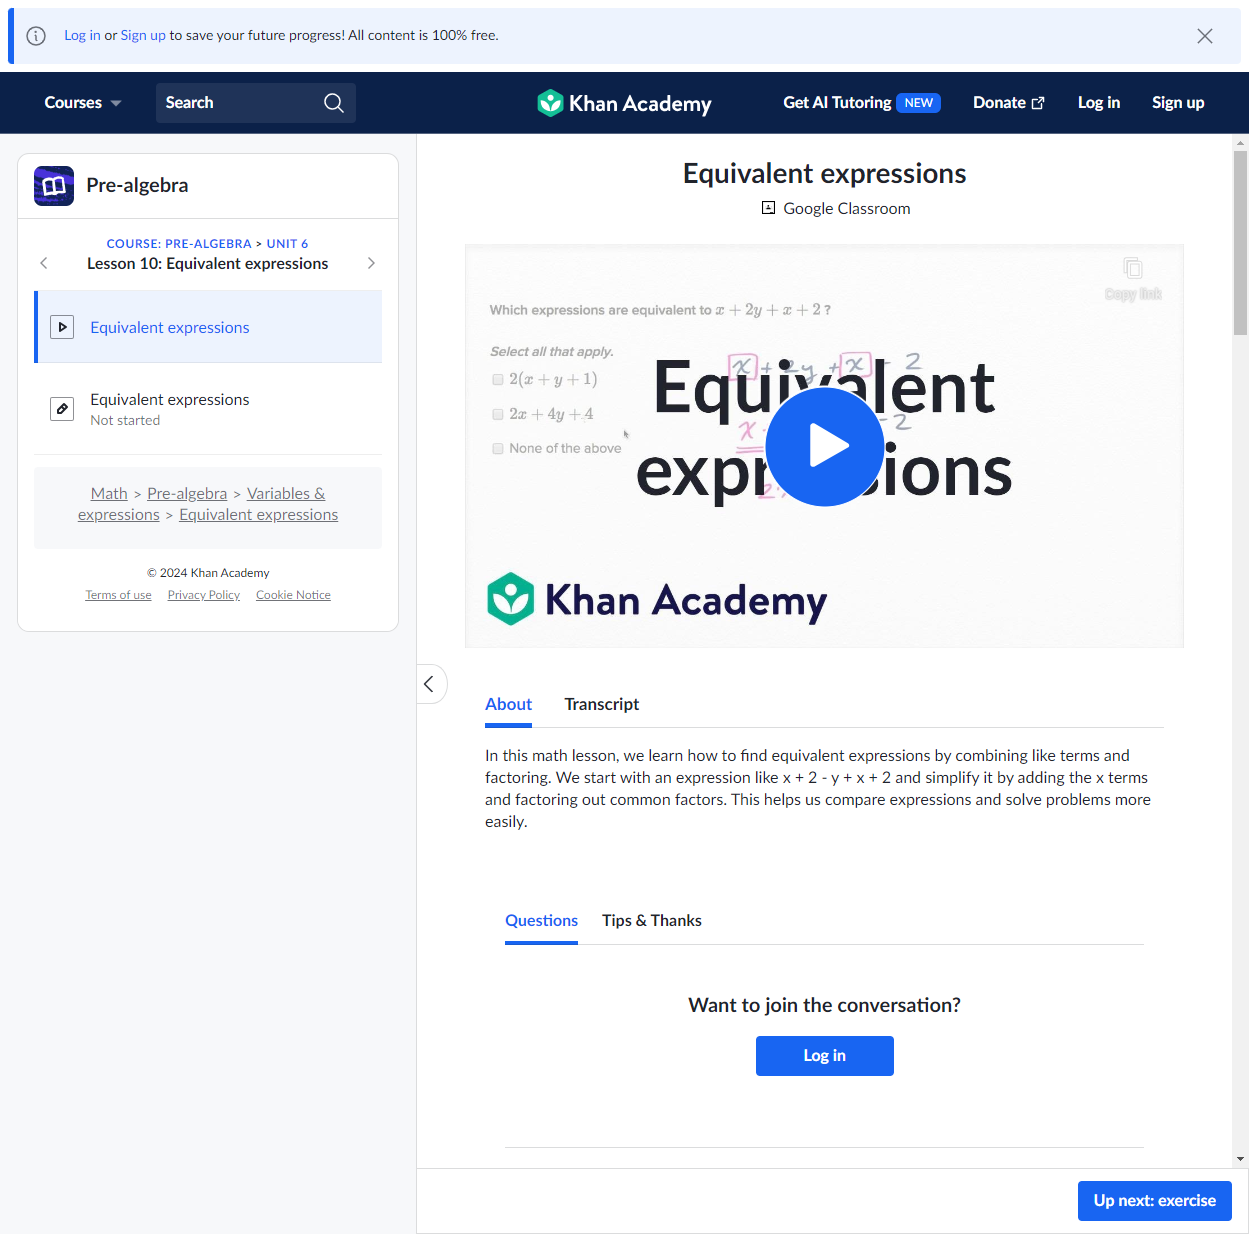 Log in or Sign up to save your future progress! All content is 100% free.
Courses
Search
Khan Academy
Get AI Tutoring NEW
Donate
Log in
Sign up
Pre-algebra
COURSE: PRE-ALGEBRA > UNIT 6
Lesson 10: Equivalent expressions
Equivalent expressions
Equivalent expressions
Not started
Math > Pre-algebra > Variables &
expressions > Equivalent expressions
© 2024 Khan Academy
Terms of use Privacy Policy Cookie Notice
Equivalent expressions
Google Classroom
Copy link
Which expressions are equivalent to x + 2y + x + 2 ?
Select all that apply.
2(x + y + 1)
2x + 4y + 4
None of the above
Khan Academy
About Transcript
In this math lesson, we learn how to find equivalent expressions by combining like terms and
factoring. We start with an expression like x + 2 - y + x + 2 and simplify it by adding the x terms
and factoring out common factors. This helps us compare expressions and solve problems more
easily.
Questions Tips & Thanks
Want to join the conversation?
Log in
Up next: exercise